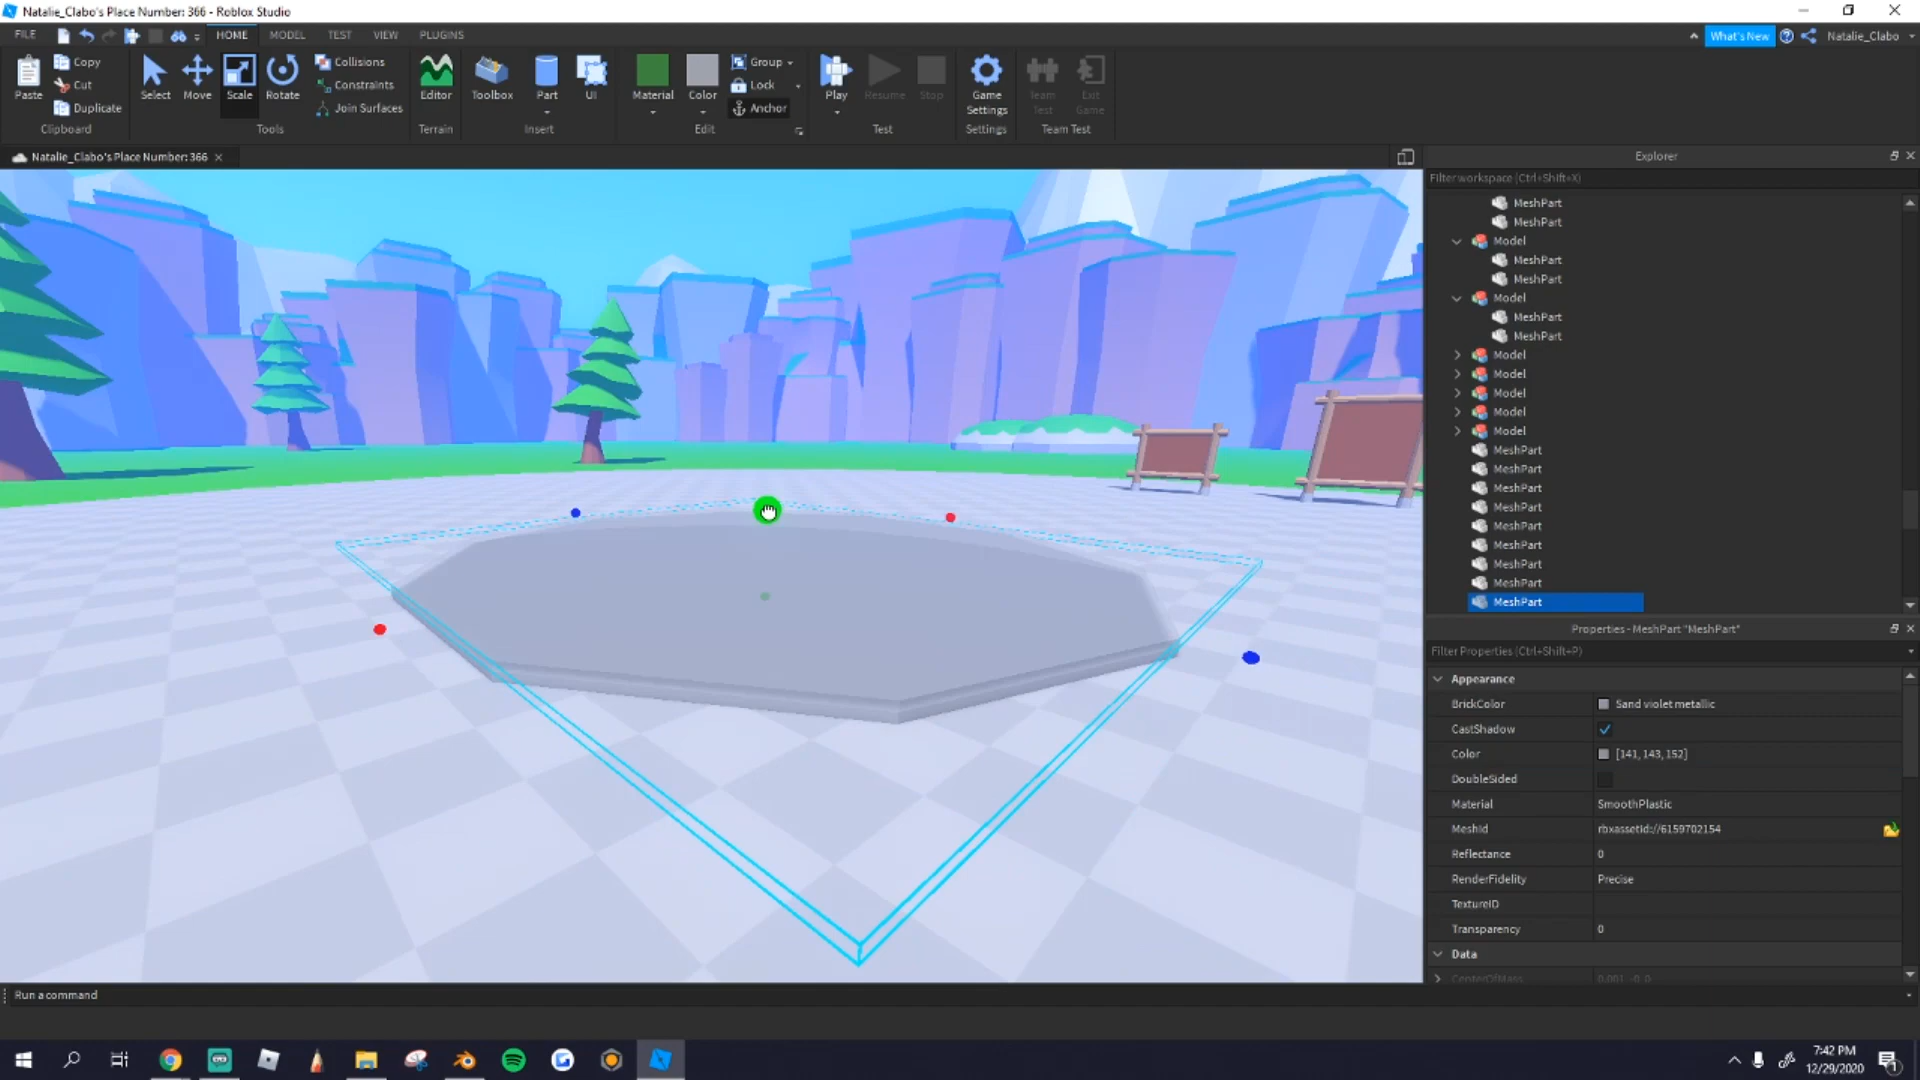 Natalie_Clabo's Place Number: 366 - Roblox Studio
FILE HOME MODEL TEST VIEW PLUGINS What's New Natalie_Clabo
Paste Copy Cut Duplicate
Select Move Scale Rotate
Collisions
Constraints
Join Surfaces
Editor Toolbox Part UI
Material Color
Group
Lock
Anchor
Play Resume Stop
Game Settings
Team Test
Exit Game
Clipboard Tools Terrain Insert Edit Test Settings Team Test
Natalie_Clabo's Place Number: 366
Explorer
Filter workspace (Ctrl+Shift+X)
MeshPart
MeshPart
Model
MeshPart
MeshPart
Model
MeshPart
MeshPart
Model
Model
Model
Model
Model
MeshPart
MeshPart
MeshPart
MeshPart
MeshPart
MeshPart
MeshPart
MeshPart
MeshPart
Properties - MeshPart "MeshPart"
Filter Properties (Ctrl+Shift+P)
Appearance
BrickColor Sand violet metallic
CastShadow
Color [141, 143, 152]
DoubleSided
Material SmoothPlastic
MeshId rbxassetid://6159702154
Reflectance 0
RenderFidelity Precise
TextureID
Transparency 0
Data
CenterOfMass 0.001, -0, 0
Run a command
7:42 PM
12/29/2020